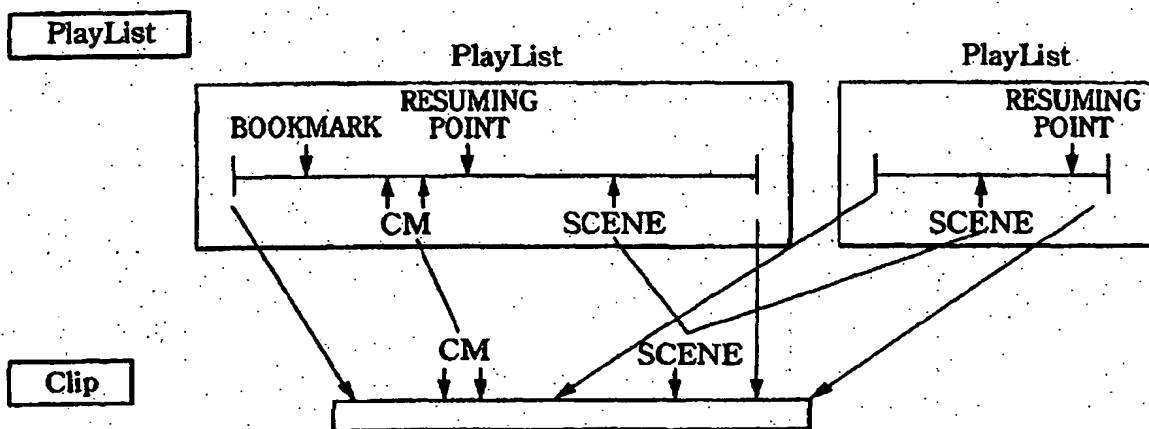 PlayList
PlayList
PlayList
RESUMING
POINT
BOOKMARK
RESUMING
POINT
CM
SCENE
SCENE
CM
SCENE
Clip